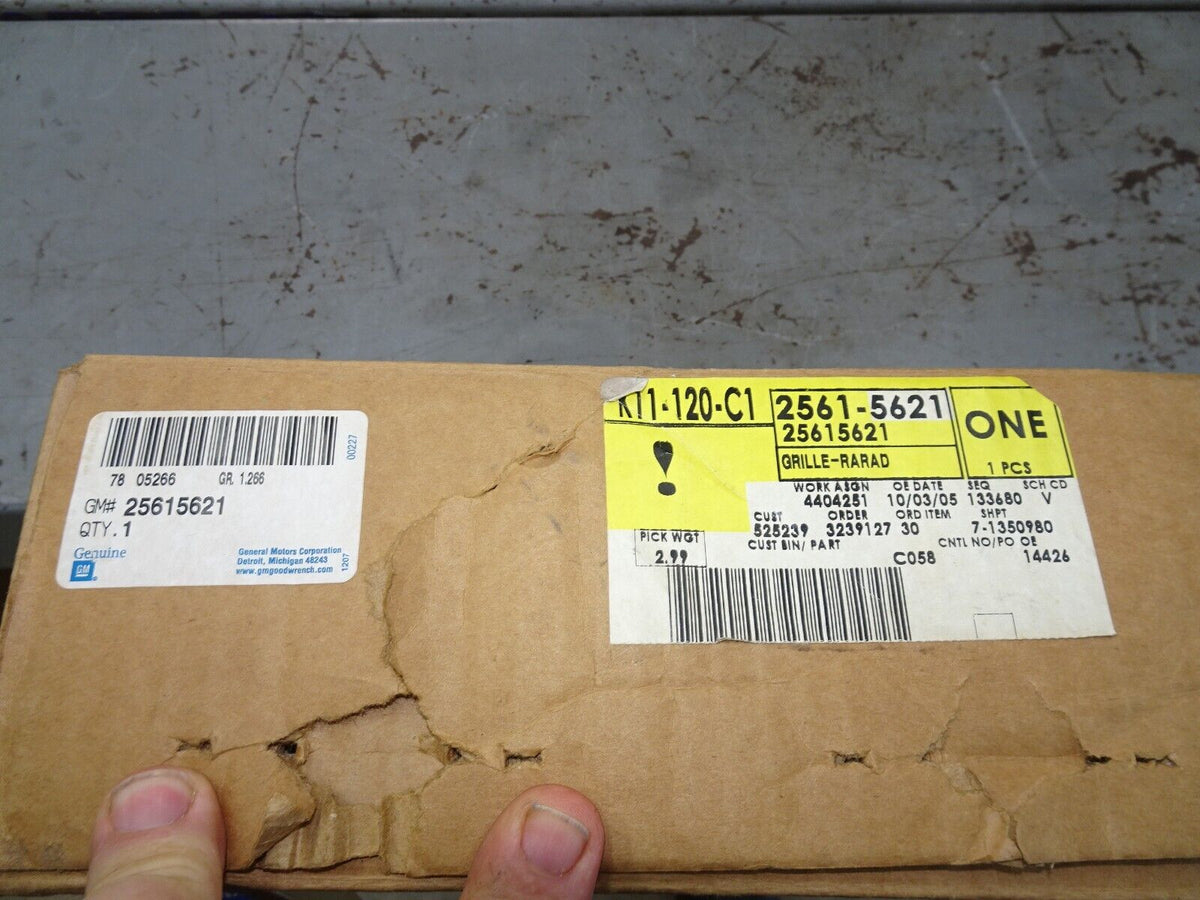 00227
78 05266 GR. 1.266
GM# 25615621
QTY. 1
Genuine
GM
General Motors Corporation
Detroit, Michigan 48243
www.gmgoodwrench.com
1207
K11-120-C1
2561-5621
25615621
GRILLE-RARAD
ONE
1 PCS
!
WORK ASGN OE DATE SEQ SCH CD
4404251 10/03/05 133680 V
CUST ORDER ORD ITEM SHPT
525239 3239127 30 7-1350980
CUST BIN/ PART CNTL NO/PO OE
C058 14426
PICK WGT
2.99